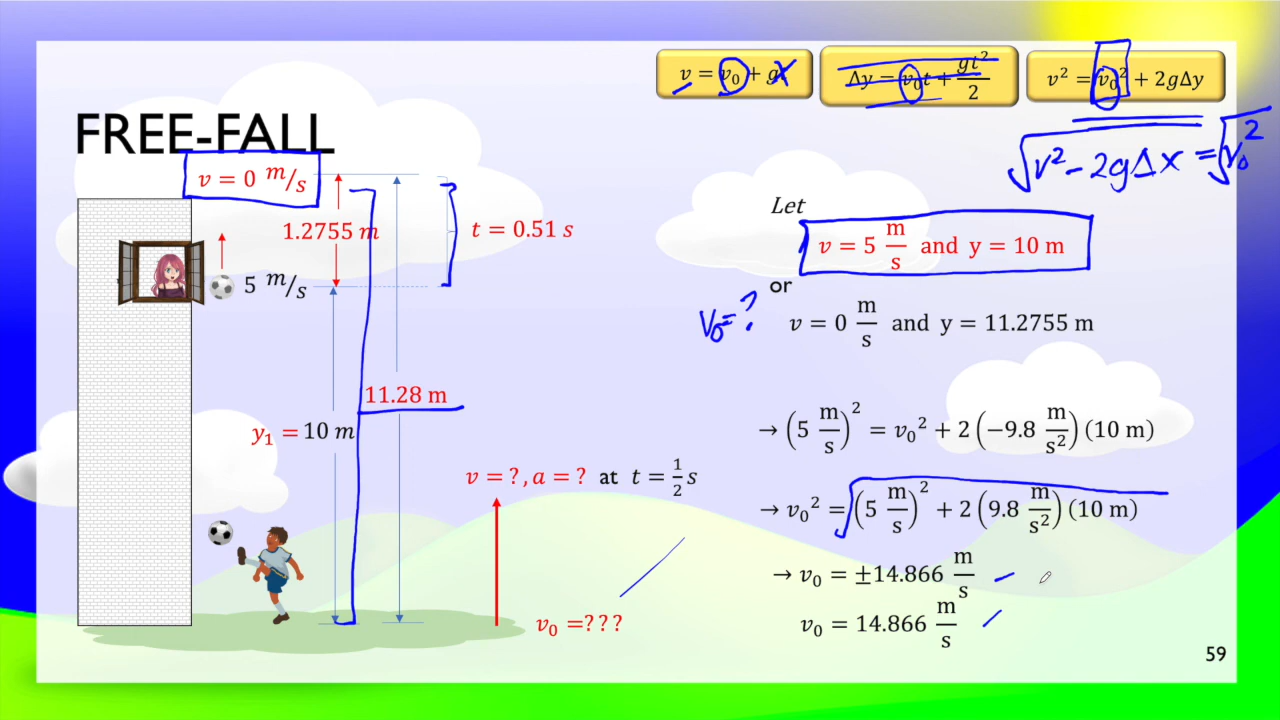 v = v₀ + gt
Δy = v₀t + gt²/2
v² = v₀² + 2gΔy
√v² - 2gΔx = √v₀²
FREE-FALL
v = 0 m/s
1.2755 m
t = 0.51 s
5 m/s
Let
v = 5 m/s and y = 10 m
or
v₀ = ?
v = 0 m/s and y = 11.2755 m
11.28 m
y₁ = 10 m
→ (5 m/s)² = v₀² + 2(−9.8 m/s²)(10 m)
v = ?, a = ? at t = 1/2 s
→ v₀² = (5 m/s)² + 2(9.8 m/s²)(10 m)
→ v₀ = ±14.866 m/s
v₀ = 14.866 m/s
v₀ =???
59